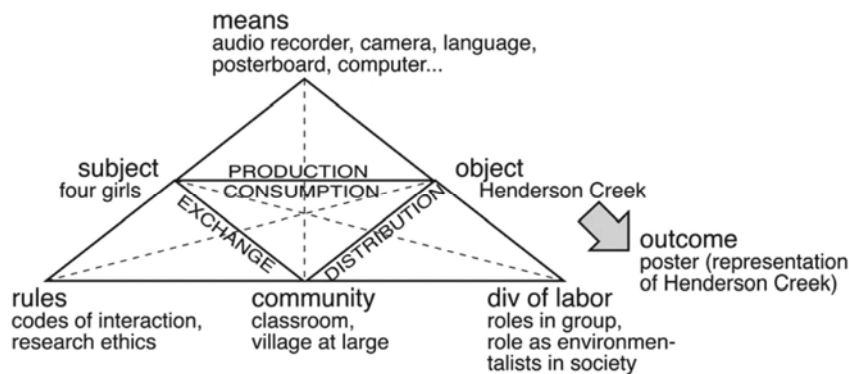 means
audio recorder, camera, language,
posterboard, computer...
subject
four girls
PRODUCTION
CONSUMPTION
object
Henderson Creek
EXCHANGE
DISTRIBUTION
outcome
poster (representation
of Henderson Creek)
rules
codes of interaction,
research ethics
community
classroom,
village at large
div of labor
roles in group,
role as environmen-
talists in society